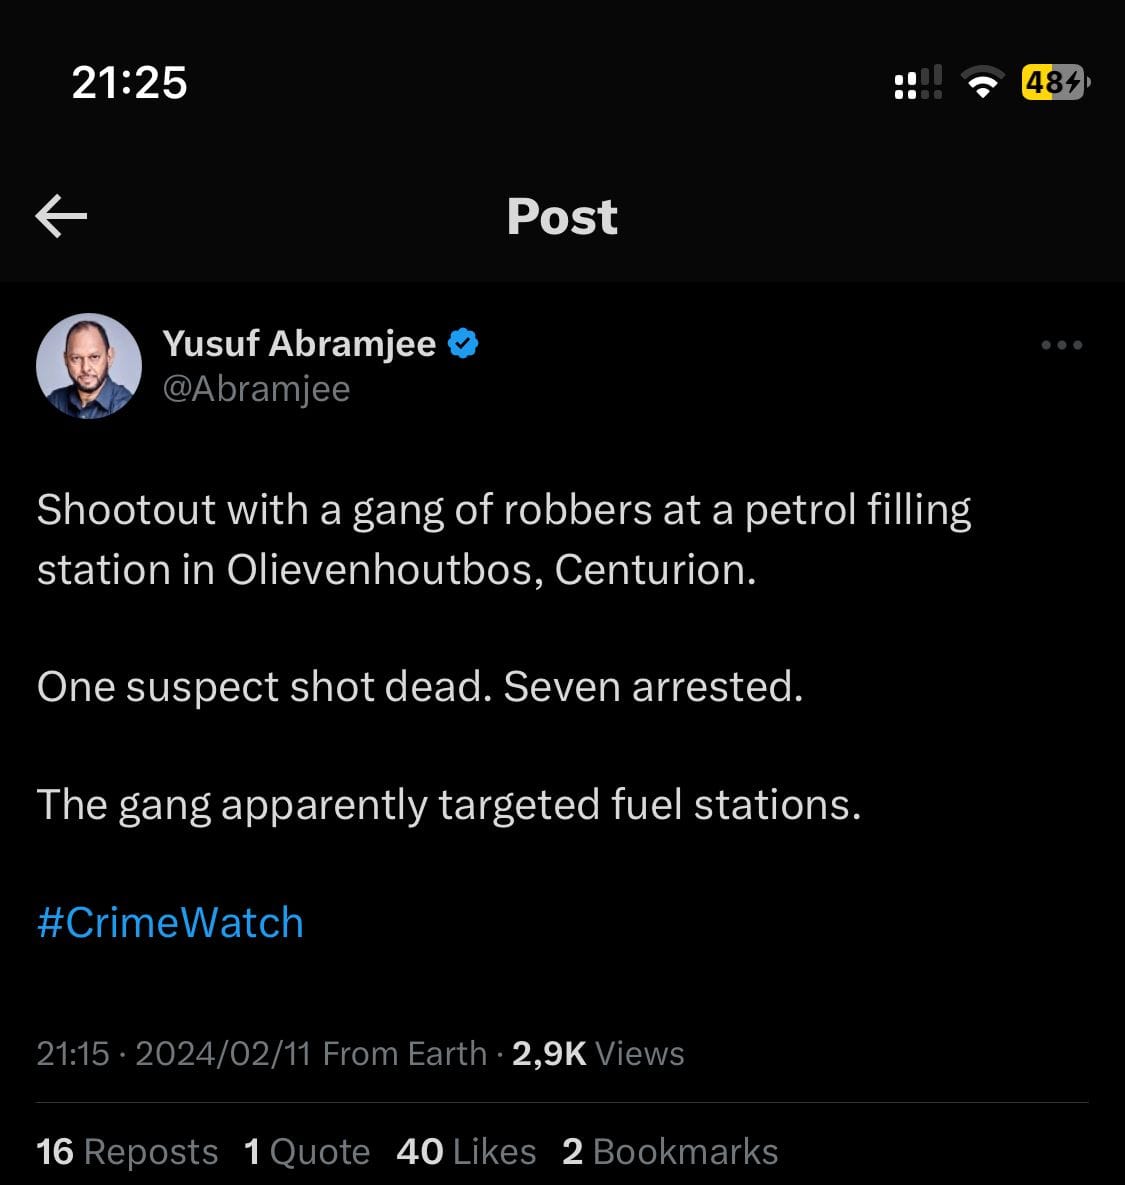 21:25
48
Post
Yusuf Abramjee
@Abramjee
Shootout with a gang of robbers at a petrol filling
station in Olievenhoutbos, Centurion.
One suspect shot dead. Seven arrested.
The gang apparently targeted fuel stations.
#CrimeWatch
21:15 · 2024/02/11 From Earth · 2,9K Views
16 Reposts 1 Quote 40 Likes 2 Bookmarks